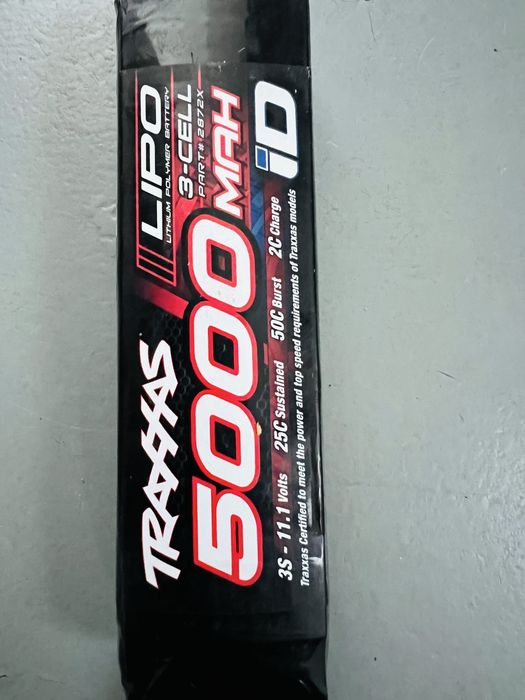 TRAXXAS
LIPO
LITHIUM POLYMER BATTERY
3-CELL
PART# 2872X
5000 MAH
iD
3S - 11.1 Volts 25C Sustained 50C Burst 2C Charge
Traxxas Certified to meet the power and top speed requirements of Traxxas models